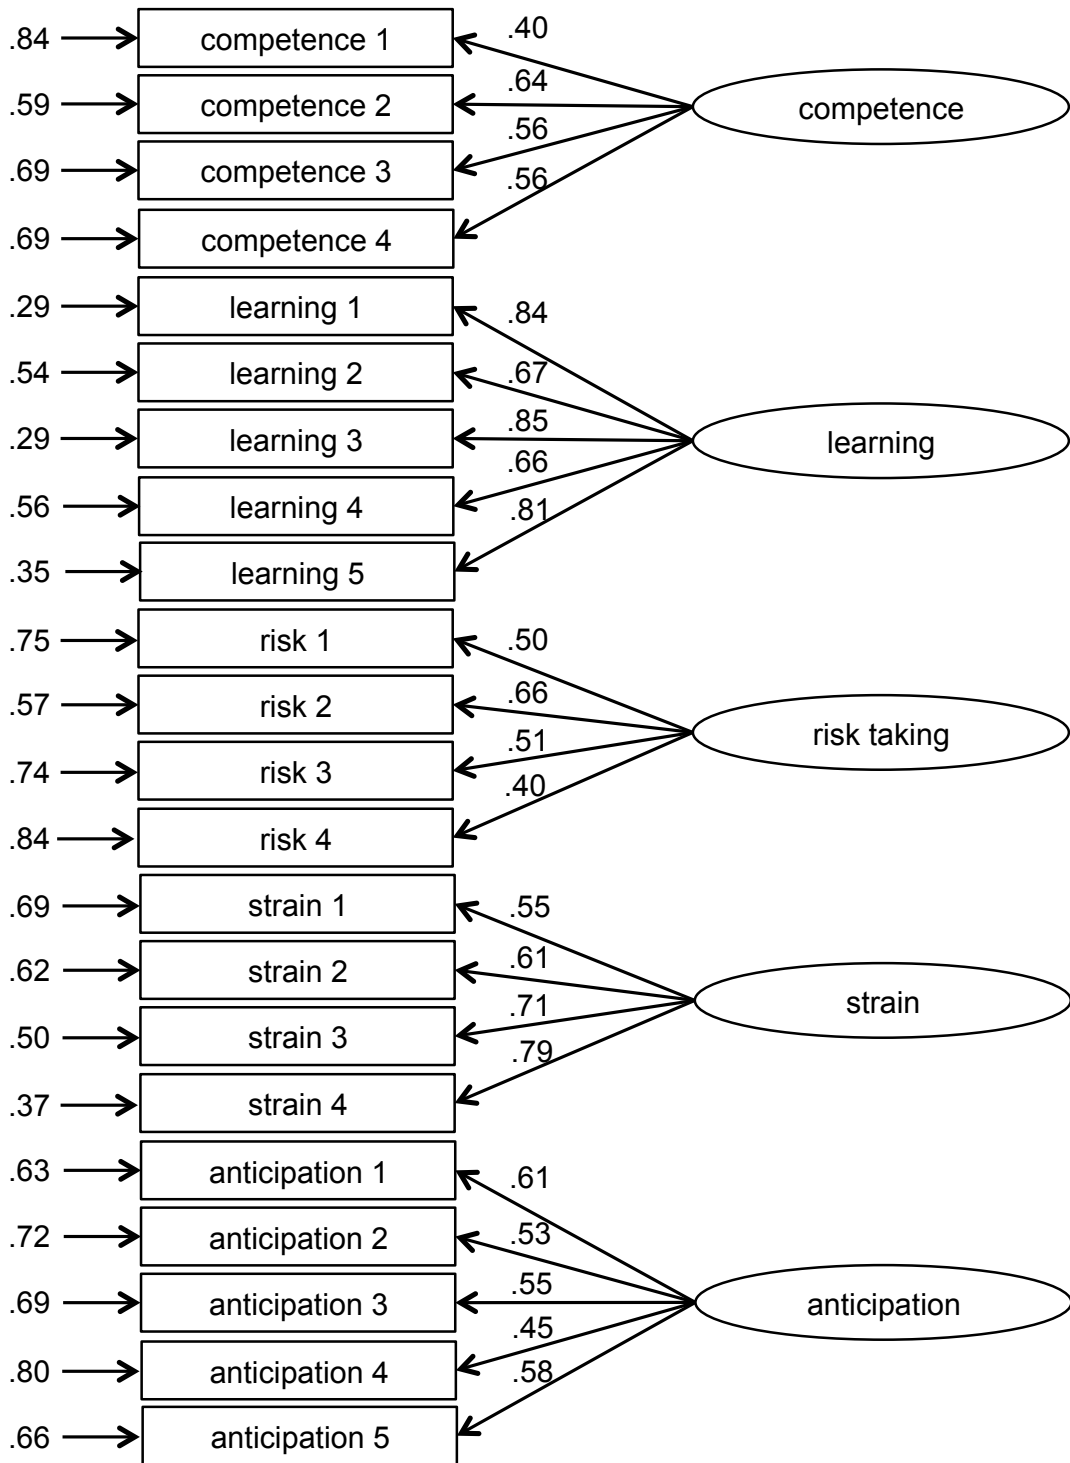 .84 competence 1 .40
.59 competence 2 .64 competence
.69 competence 3 .56
.69 competence 4 .56
.29 learning 1 .84
.54 learning 2 .67
.29 learning 3 .85 learning
.56 learning 4 .66
.35 learning 5 .81
.75 risk 1 .50
.57 risk 2 .66 risk taking
.74 risk 3 .51
.84 risk 4 .40
.69 strain 1 .55
.62 strain 2 .61 strain
.50 strain 3 .71
.37 strain 4 .79
.63 anticipation 1 .61
.72 anticipation 2 .53
.69 anticipation 3 .55 anticipation
.80 anticipation 4 .45
.66 anticipation 5 .58